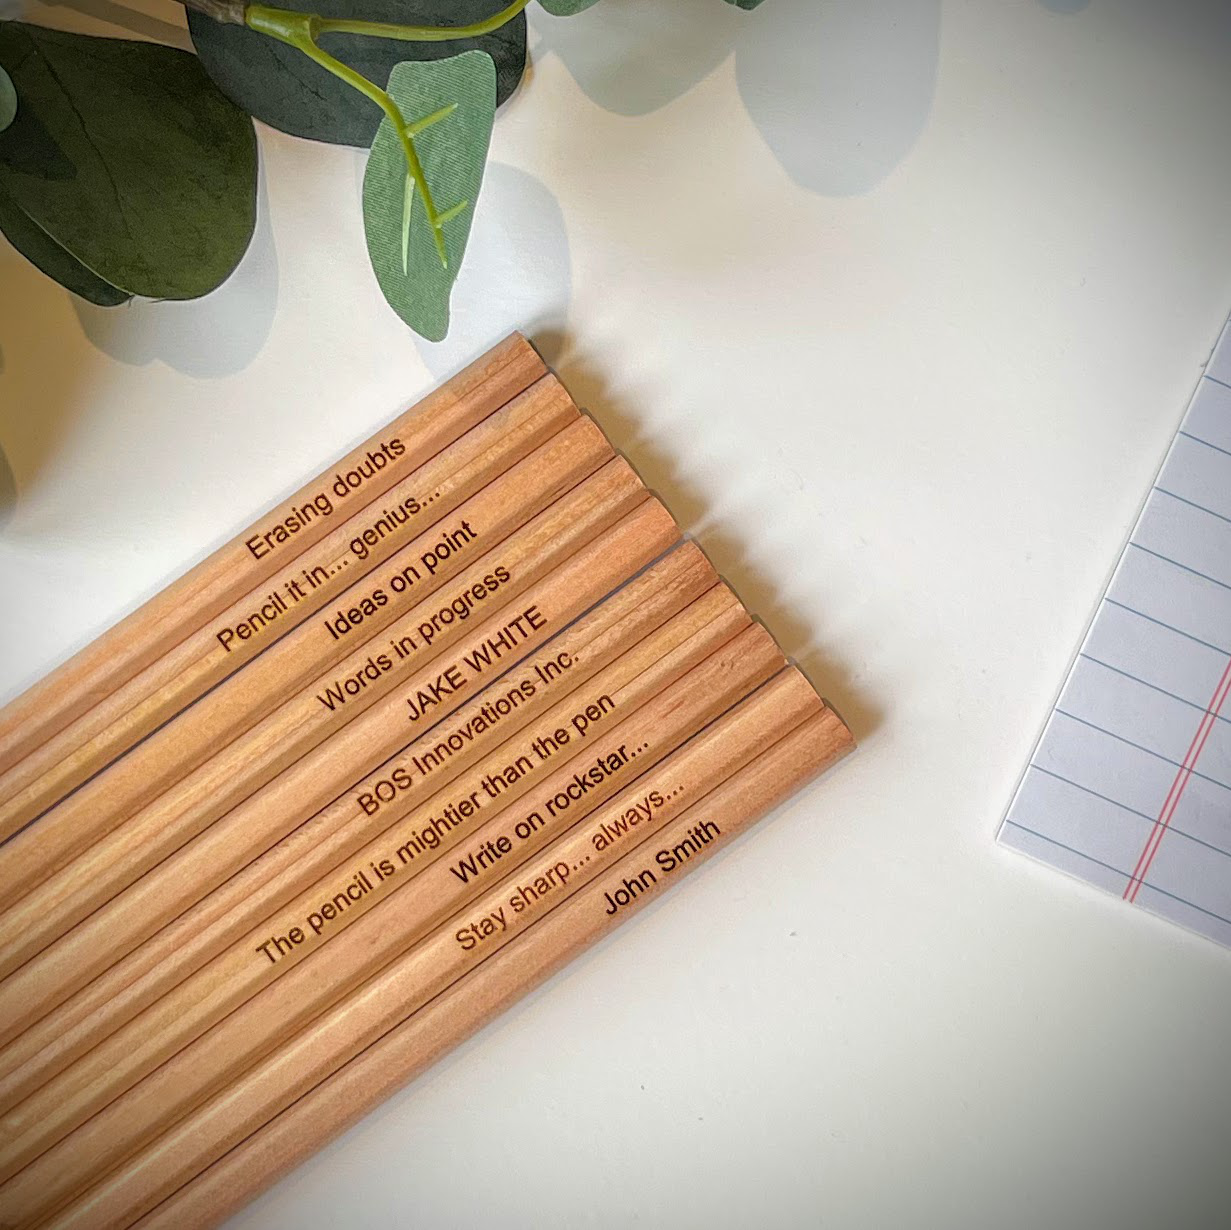 Erasing doubts
Pencil it in... genius...
Ideas on point
Words in progress
JAKE WHITE
BOS Innovations Inc.
The pencil is mightier than the pen
Write on rockstar...
Stay sharp... always...
John Smith